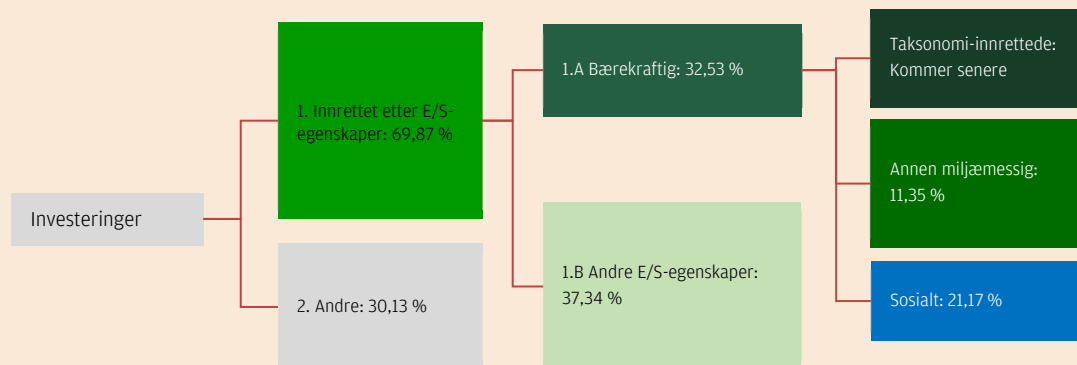 Investeringer
1. Innrettet etter E/S-
egenskaper: 69,87 %
2. Andre: 30,13 %
1.A Bærekraftig: 32,53 %
1.B Andre E/S-egenskaper:
37,34 %
Taksonomi-innrettede:
Kommer senere
Annen miljæmessig:
11,35 %
Sosialt: 21,17 %